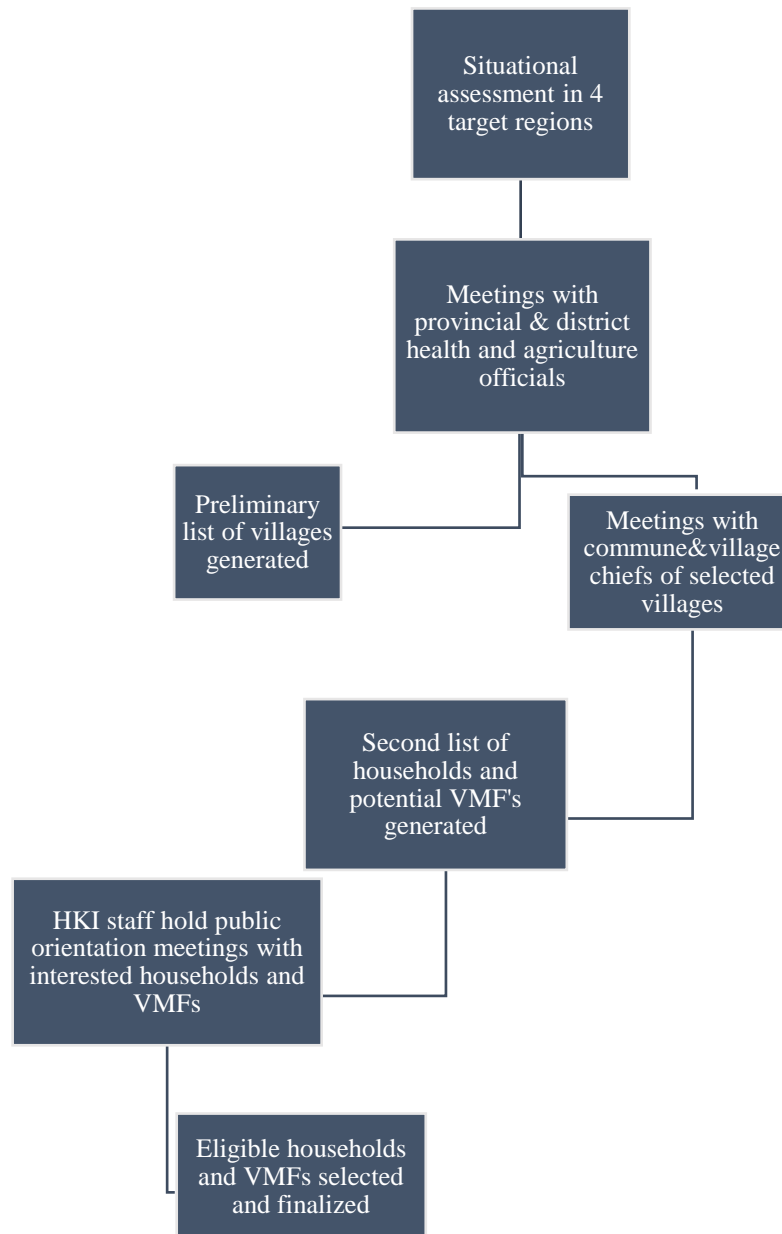 Situational
assessment in 4
target regions
Meetings with
provincial & district
health and agriculture
officials
Preliminary
list of villages
generated
Meetings with
commune&village
chiefs of selected
villages
Second list of
households and
potential VMF's
generated
HKI staff hold public
orientation meetings with
interested households and
VMFs
Eligible households
and VMFs selected
and finalized